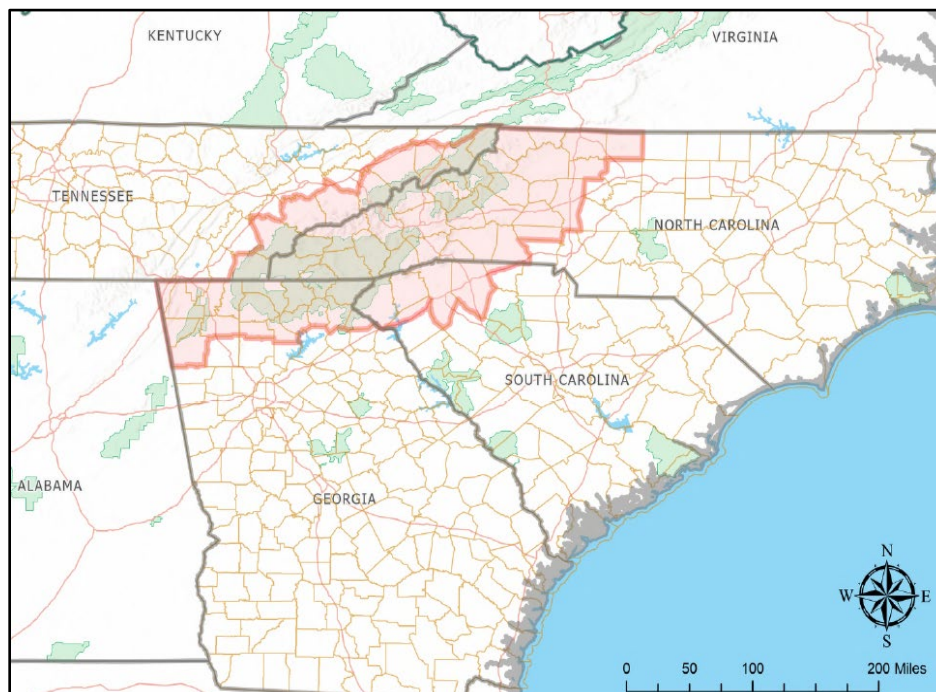 KENTUCKY
VIRGINIA
TENNESSEE
NORTH CAROLINA
SOUTH CAROLINA
ALABAMA
GEORGIA
N
W E
S
0 50 100 200 Miles